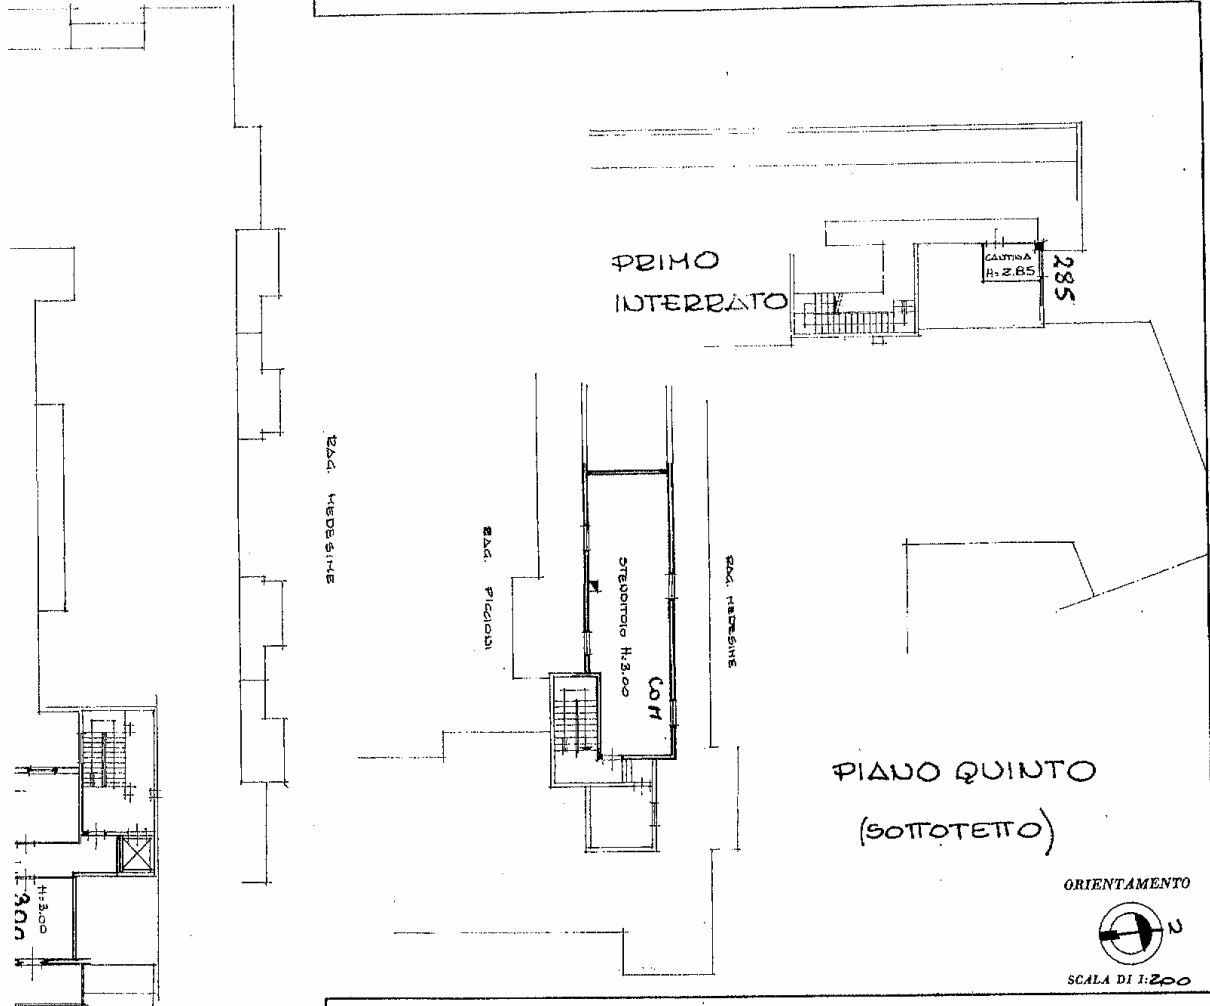 PRIMO
INTERRATO
CANTINA
H=2.85
285
RAG. MEDESIME
RAG. PICCIONI
STENDITOIO H=3.00
COM
RAG. MEDESIME
PIANO QUINTO
(SOTTOTETTO)
H=3.00
300
ORIENTAMENTO
N
SCALA DI 1:200